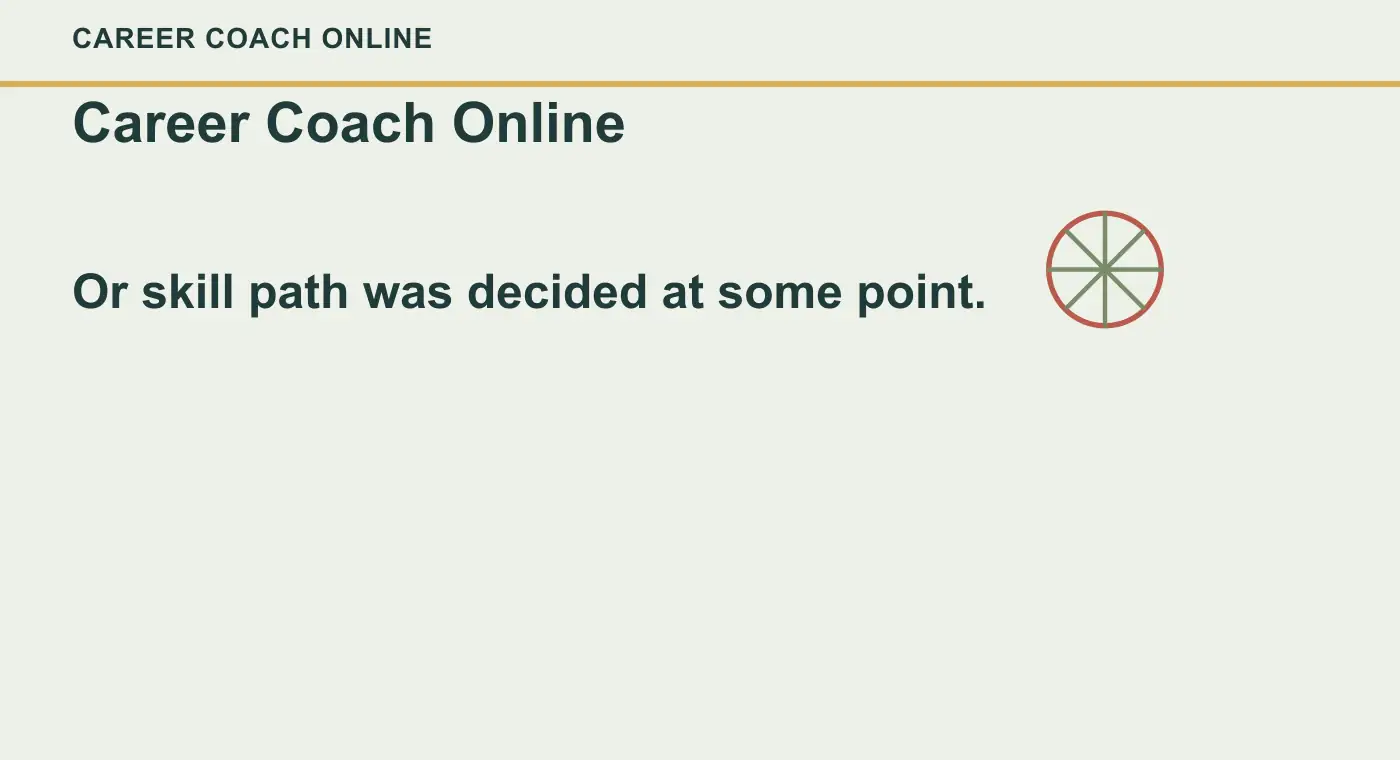 CAREER COACH ONLINE
Career Coach Online
Or skill path was decided at some point.